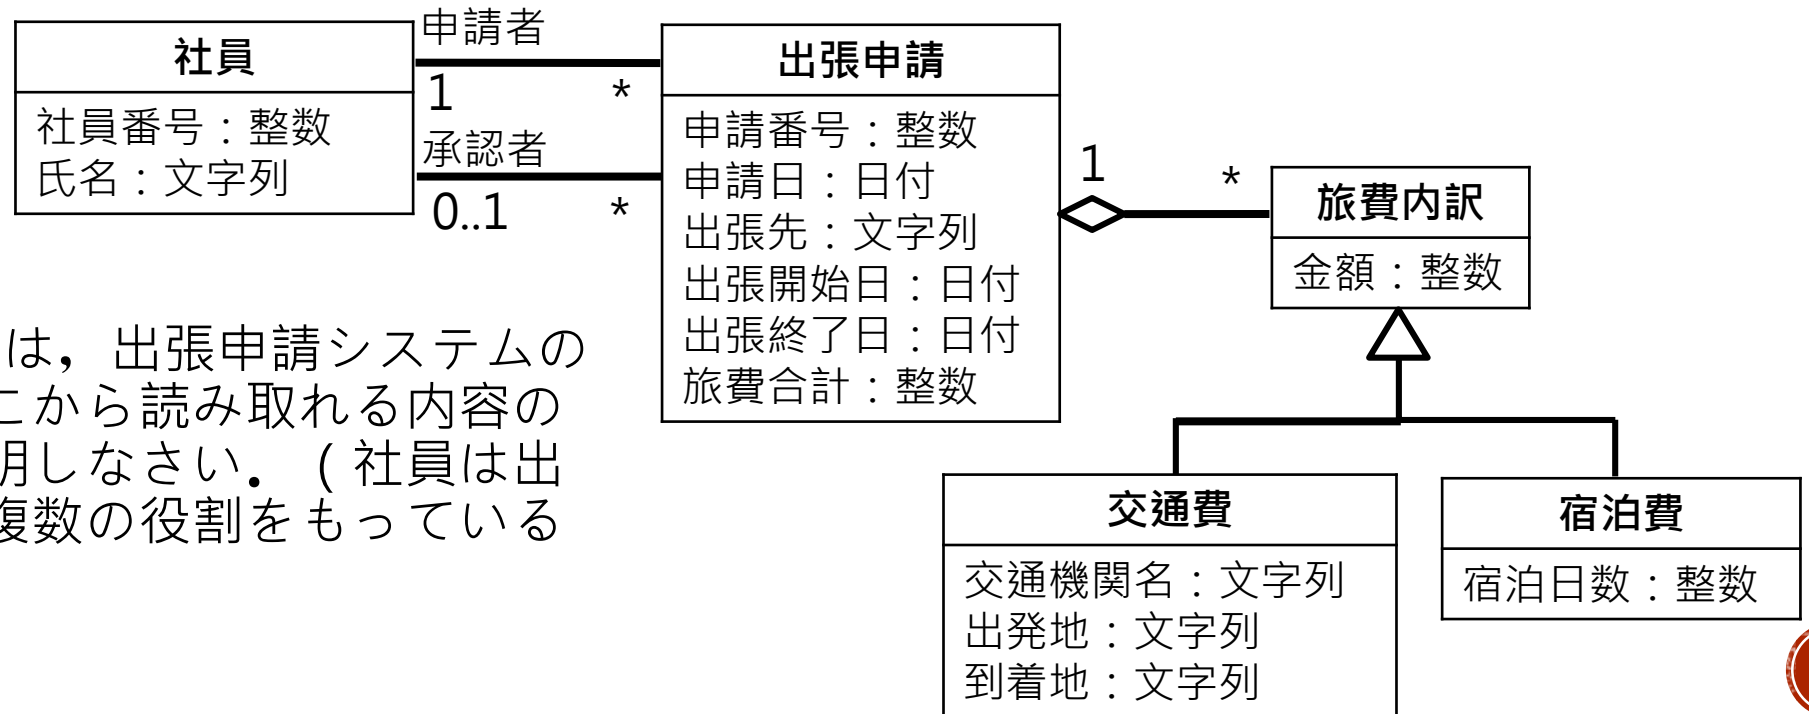 社員
社員番号：整数
氏名：文字列
申請者
1
*
承認者
0..1
*
出張申請
申請番号：整数
申請日：日付
出張先：文字列
出張開始日：日付
出張終了日：日付
旅費合計：整数
1
*
旅費内訳
金額：整数
は，出張申請システムの
こから読み取れる内容の
明しなさい．（社員は出
複数の役割をもっている
交通費
交通機関名：文字列
出発地：文字列
到着地：文字列
宿泊費
宿泊日数：整数